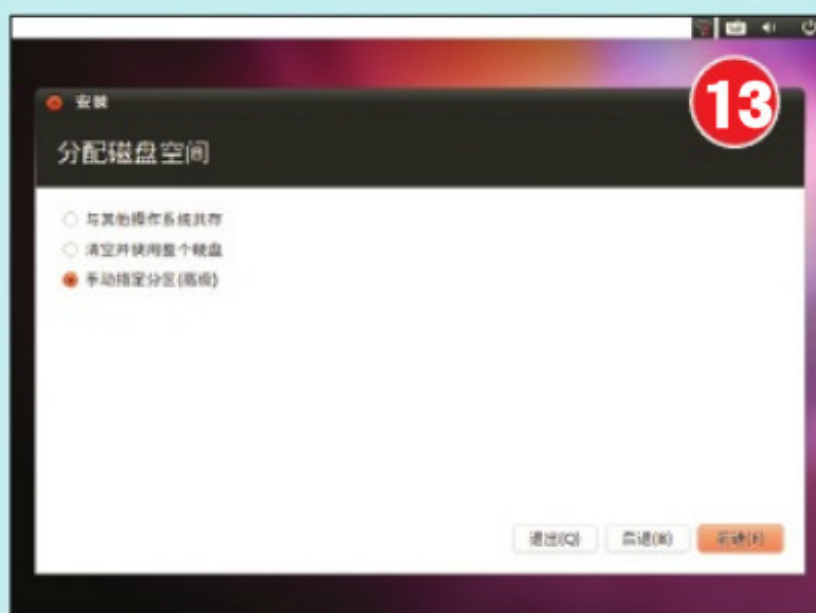 13
安装
分配磁盘空间
与其他操作系统共存
清空并使用整个硬盘
手动指定分区(高级)
退出(Q) 后退(B) 前进(F)